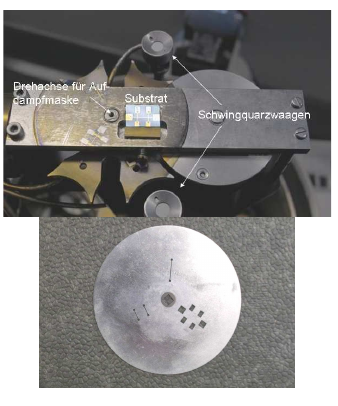 Drehachse für Auf
dampfmaske
Substrat
Schwingquarzwaagen